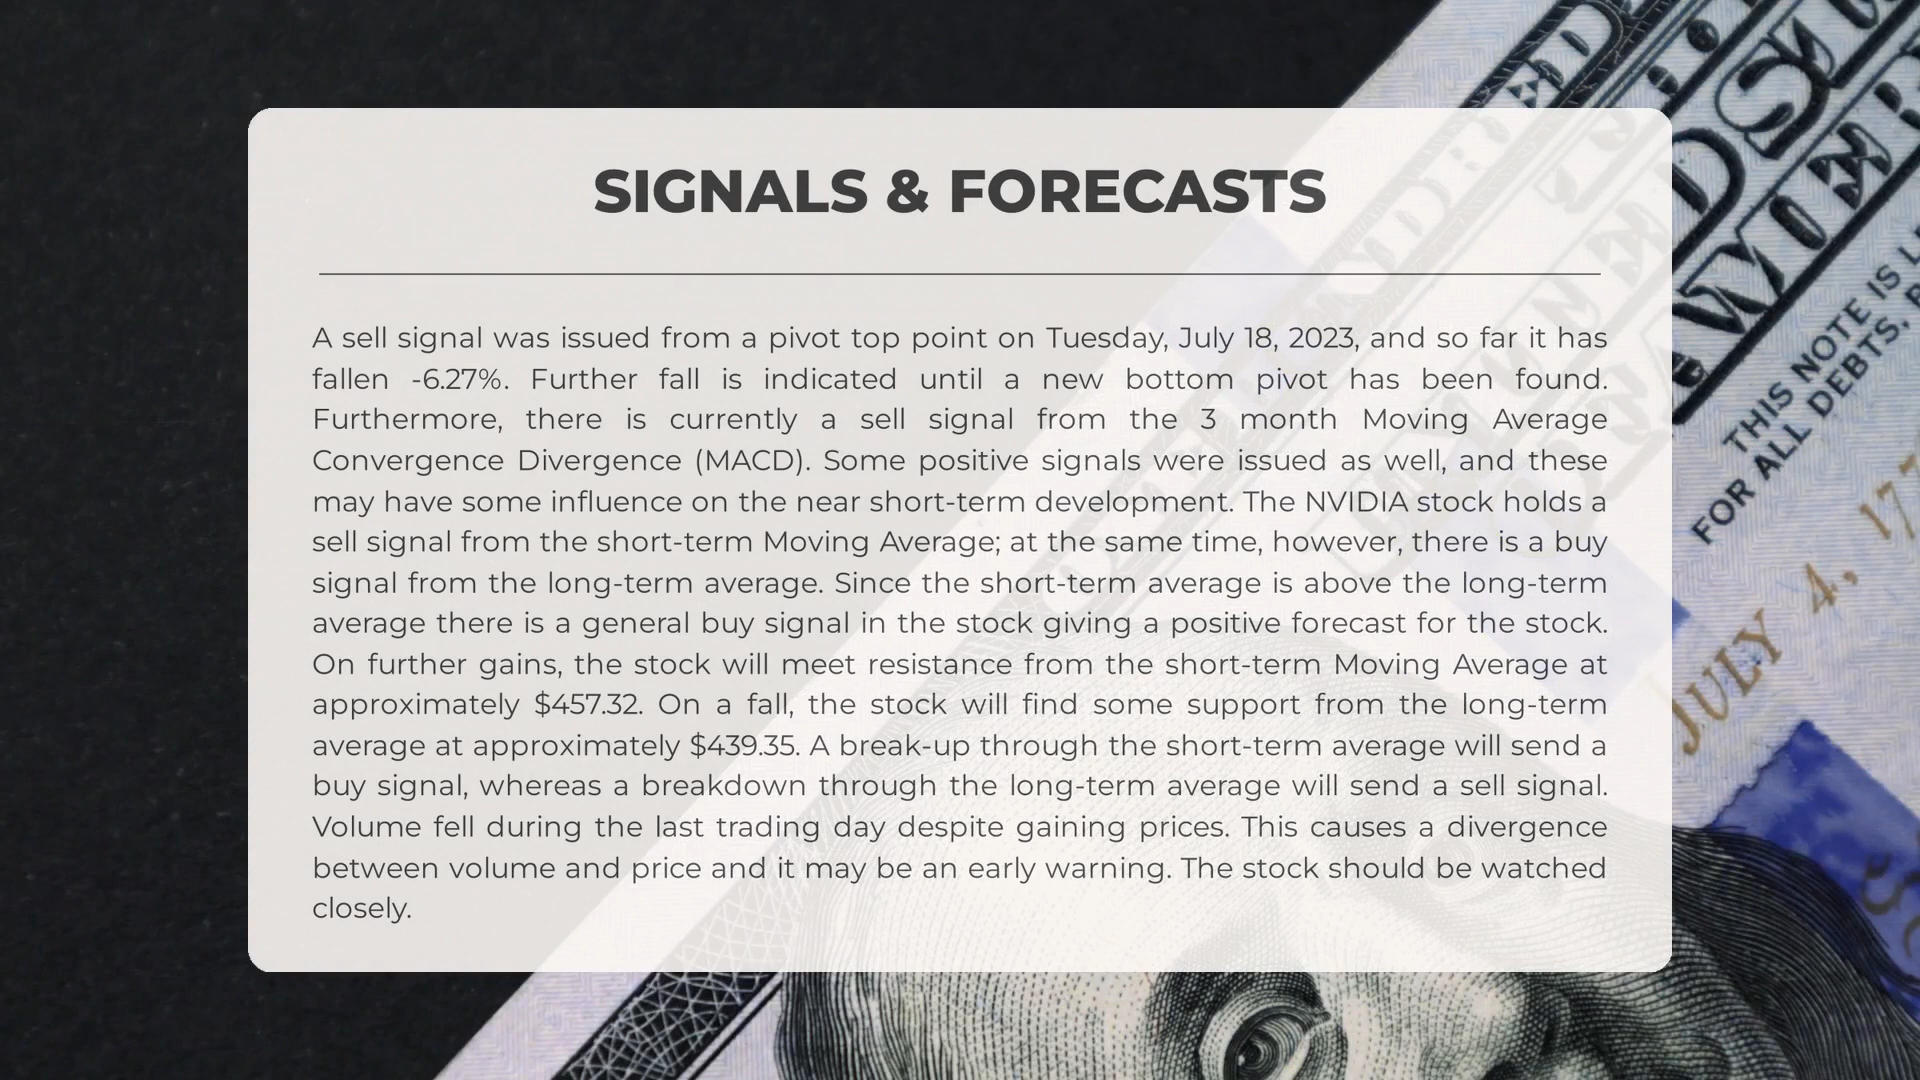 SIGNALS & FORECASTS
A sell signal was issued from a pivot top point on Tuesday, July 18, 2023, and so far it has
fallen -6.27%. Further fall is indicated until a new bottom pivot has been found.
Furthermore, there is currently a sell signal from the 3 month Moving Average
Convergence Divergence (MACD). Some positive signals were issued as well, and these
may have some influence on the near short-term development. The NVIDIA stock holds a
sell signal from the short-term Moving Average; at the same time, however, there is a buy
signal from the long-term average. Since the short-term average is above the long-term
average there is a general buy signal in the stock giving a positive forecast for the stock.
On further gains, the stock will meet resistance from the short-term Moving Average at
approximately $457.32. On a fall, the stock will find some support from the long-term
average at approximately $439.35. A break-up through the short-term average will send a
buy signal, whereas a breakdown through the long-term average will send a sell signal.
Volume fell during the last trading day despite gaining prices. This causes a divergence
between volume and price and it may be an early warning. The stock should be watched
closely.
THIS NOTE IS
FOR ALL DEBTS,
JULY 4,